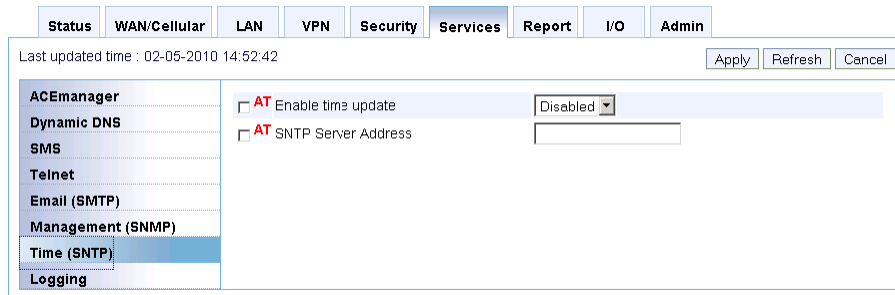 Status WAN/Cellular LAN VPN Security Services Report I/O Admin
Last updated time : 02-05-2010 14:52:42 Apply Refresh Cancel
ACEmanager
Dynamic DNS
SMS
Telnet
Email (SMTP)
Management (SNMP)
Time (SNTP)
Logging
AT Enable time update Disabled
AT SNTP Server Address